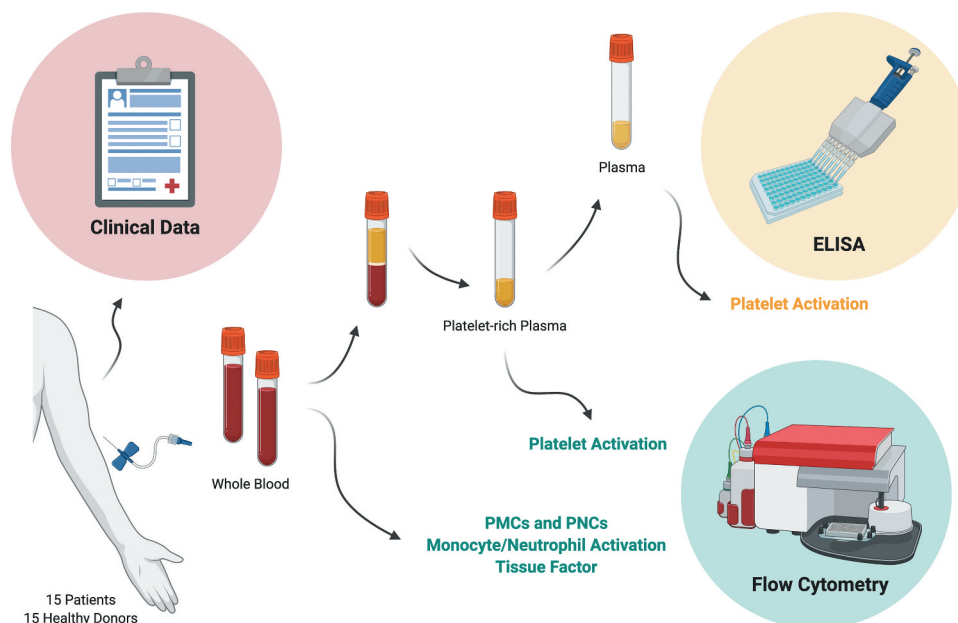 Clinical Data
Plasma
ELISA
Platelet Activation
Platelet-rich Plasma
Whole Blood
Platelet Activation
PMCs and PNCs
Monocyte/Neutrophil Activation
Tissue Factor
Flow Cytometry
15 Patients
15 Healthy Donors